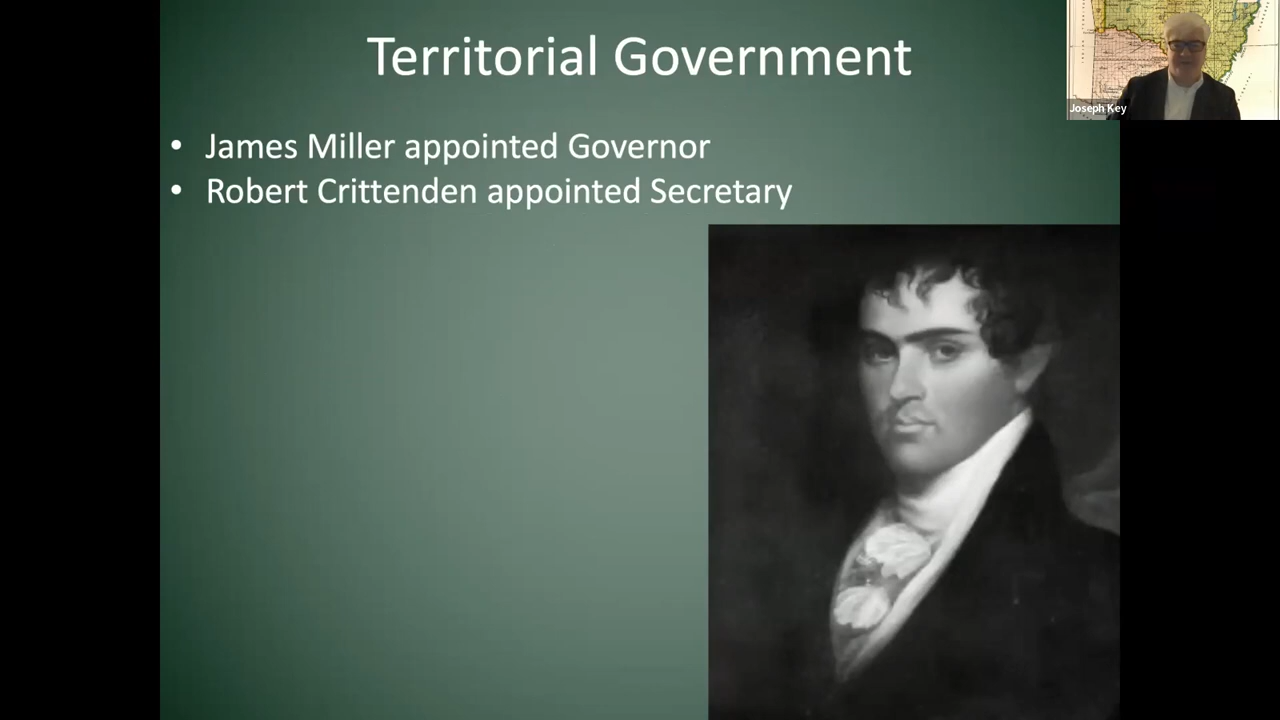 Territorial Government
• James Miller appointed Governor
• Robert Crittenden appointed Secretary
Joseph Key